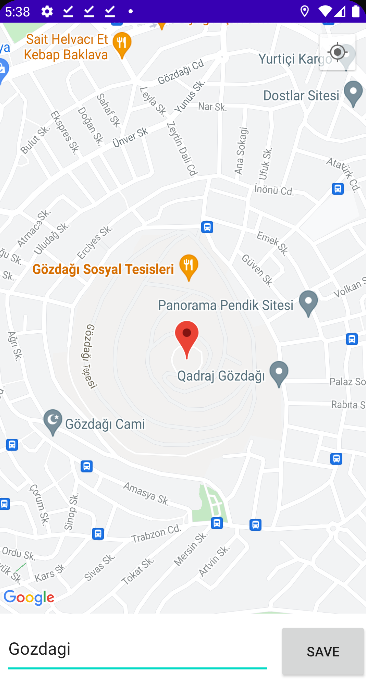 5:38
Sait Helvacı Et
Kebap Baklava
Yurtiçi Kargo
Gözdağı Cd.
Dostlar Sitesi
Leyla Sk.
Yunus Sk.
Sahaf Sk.
Nar Sk.
Doğan Sk.
Ekspres Sk.
Ünver Sk.
Bulut Sk.
Zeytin Dali Cd
Ana Sokagi
Ufuk Sk.
Atatürk Cd
İnönü Cd
Atmaca Sk.
Uludağ Sk.
Erciyes Sk.
Emek Sk.
Güven Sk.
Gözdağı Sosyal Tesisleri
Volkan Sk.
Panorama Pendik Sitesi
Ağrı Sk.
Gözdağı Tepesi
Qadraj Gözdağı
Palaz So
Rabıta Sk.
Gözdağı Cami
Amasya Sk.
Çorum Sk.
Sinop Sk.
Trabzon Cd.
Mersin Sk.
Artvin Sk.
Ordu Sk.
Kars Sk.
Sivas Sk.
Tokat Sk.
Google
Gozdagi
SAVE